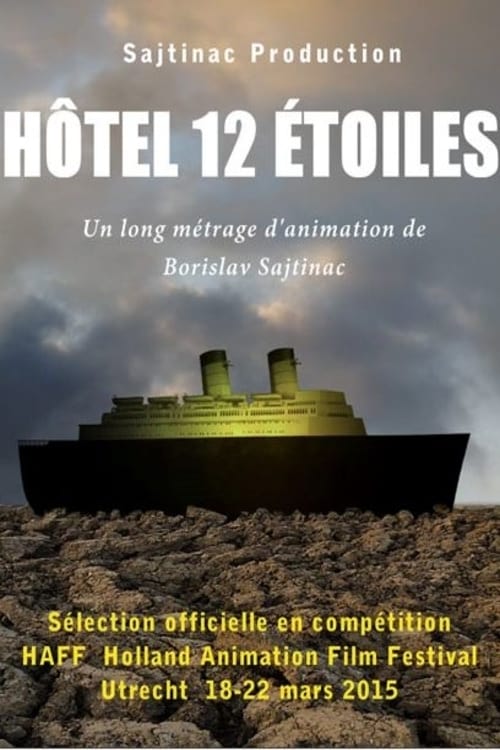 Sajtinac Production
HÔTEL 12 ÉTOILES
Un long métrage d'animation de
Borislav Sajtinac
Sélection officielle en compétition
HAFF Holland Animation Film Festival
Utrecht 18-22 mars 2015